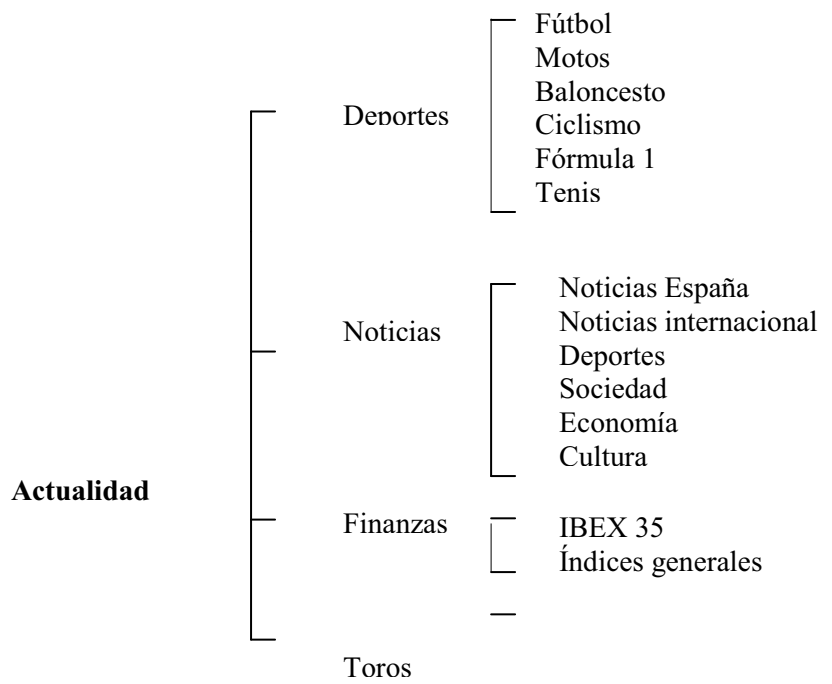 Fútbol
Motos
Baloncesto
Deportes
Ciclismo
Fórmula 1
Tenis
Noticias España
Noticias internacional
Noticias
Deportes
Sociedad
Economía
Cultura
Actualidad
Finanzas
IBEX 35
Índices generales
Toros